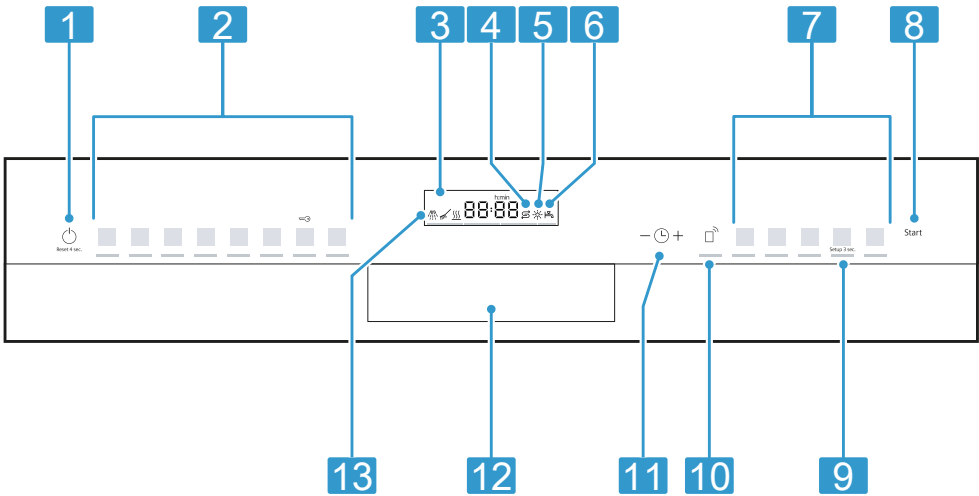 1 2 3 4 5 6 7 8
h:min
88:88
Reset 4 sec.
− +
Setup 3 sec.
Start
13 12 11 10 9